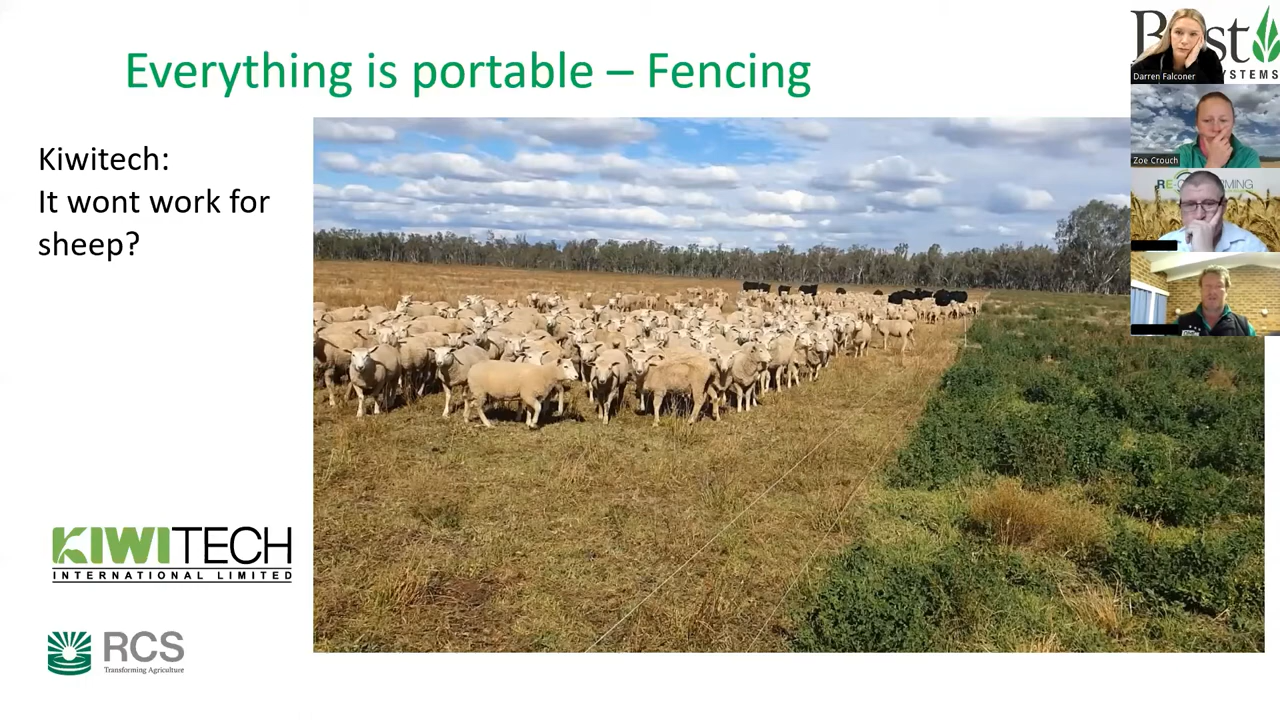 Everything is portable – Fencing
Kiwitech:
It wont work for
sheep?
KIWITECH
INTERNATIONAL LIMITED
RCS
Transforming Agriculture
Darren Falconer
Zoe Crouch